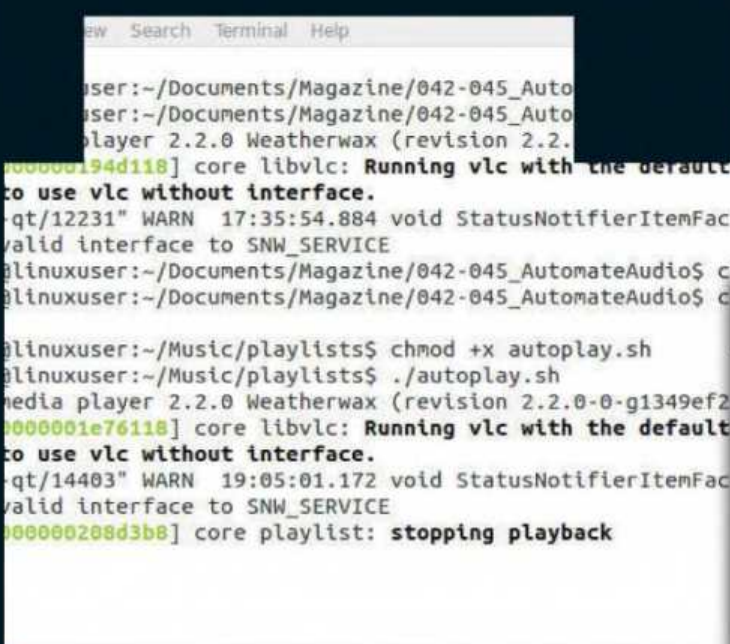 ew Search Terminal Help
user:~/Documents/Magazine/042-045_Auto
user:~/Documents/Magazine/042-045_Auto
player 2.2.0 Weatherwax (revision 2.2.
000000194d118] core libvlc: Running vlc with the default
to use vlc without interface.
-qt/12231" WARN 17:35:54.884 void StatusNotifierItemFac
valid interface to SNW_SERVICE
@linuxuser:~/Documents/Magazine/042-045_AutomateAudio$ c
@linuxuser:~/Documents/Magazine/042-045_AutomateAudio$ c
@linuxuser:~/Music/playlists$ chmod +x autoplay.sh
@linuxuser:~/Music/playlists$ ./autoplay.sh
media player 2.2.0 Weatherwax (revision 2.2.0-0-g1349ef2
0000001e76118] core libvlc: Running vlc with the default
to use vlc without interface.
-qt/14403" WARN 19:05:01.172 void StatusNotifierItemFac
valid interface to SNW_SERVICE
000000208d3b8] core playlist: stopping playback